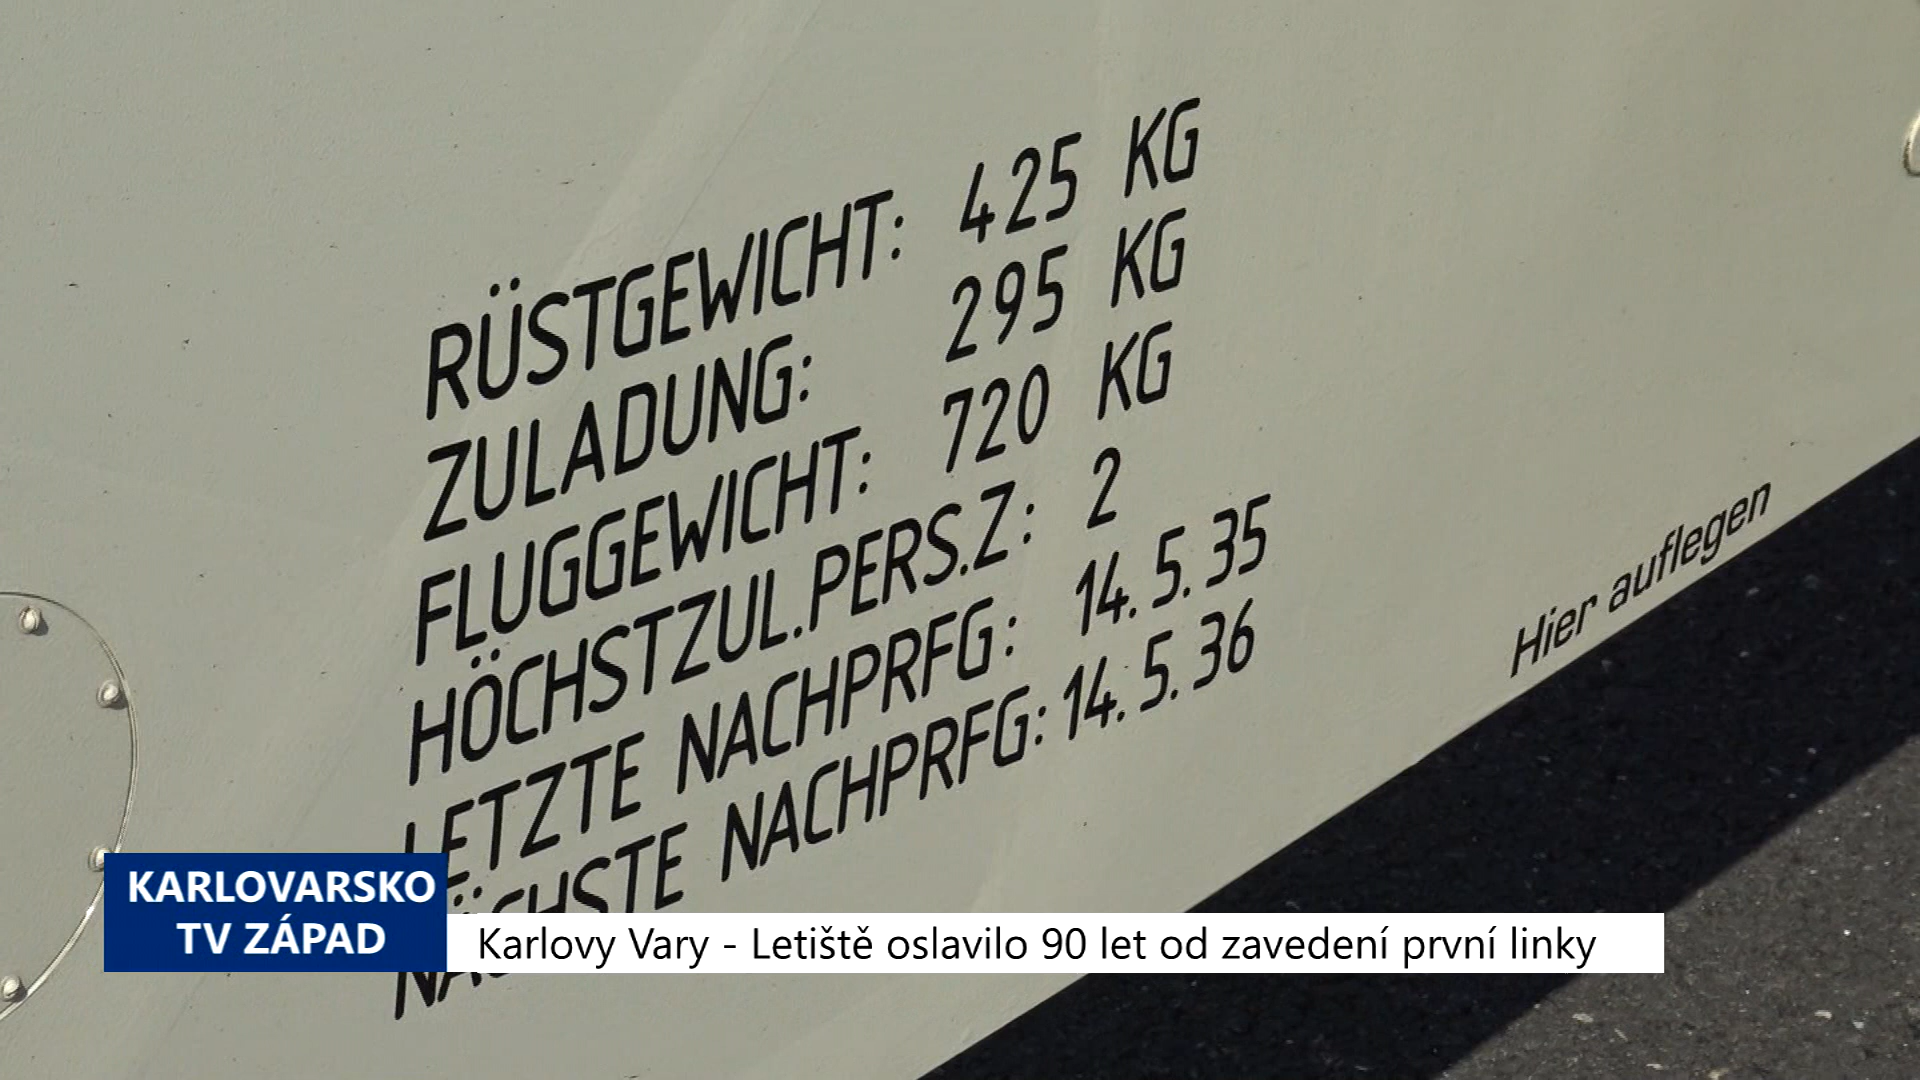 RÜSTGEWICHT: 425 KG
ZULADUNG: 295 KG
FLUGGEWICHT: 720 KG
HÖCHSTZUL.PERS.Z: 2
LETZTE NACHPRFG: 14.5.35
NÄCHSTE NACHPRFG: 14.5.36
Hier auflegen
KARLOVARSKO
TV ZÁPAD
Karlovy Vary - Letiště oslavilo 90 let od zavedení první linky